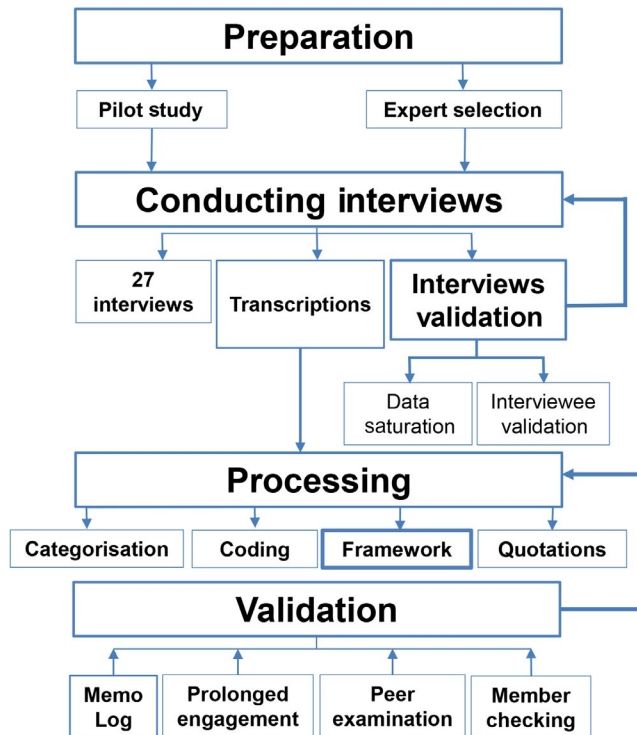 Preparation
Pilot study
Expert selection
Conducting interviews
27
interviews
Transcriptions
Interviews
validation
Data
saturation
Interviewee
validation
Processing
Categorisation
Coding
Framework
Quotations
Validation
Memo
Log
Prolonged
engagement
Peer
examination
Member
checking